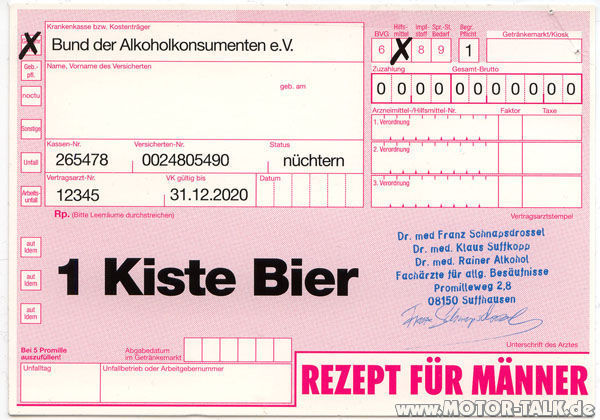 Krankenkasse bzw. Kostenträger
Bund der Alkoholkonsumenten e.V.
Name, Vorname des Versicherten
geb. am
Kassen-Nr.
Versicherten-Nr.
Status
265478
0024805490
nüchtern
Vertragsarzt-Nr.
VK gültig bis
Datum
12345
31.12.2020
X
Geb.-
pfl.
noctu
Sonstige
Unfall
Arbeits-
unfall
BVG
Hilfs-
mittel
Impf-
stoff
Spr.-St.
Bedarf
Begr.
Pflicht
Getränkemarkt/Kiosk
6 X 8 9 1
Zuzahlung
Gesamt-Brutto
0 0 0 0 0 0 0 0 0 0
Arzneimittel-/Hilfsmittel-Nr.
Faktor
Taxe
1. Verordnung
2. Verordnung
3. Verordnung
Vertragsarztstempel
Rp. (Bitte Leerräume durchstreichen)
aut
idem
aut
idem
aut
idem
1 Kiste Bier
Dr. med Franz Schnapsdrossel
Dr. med. Klaus Suffkopp
Dr. med. Rainer Alkohol
Fachärzte für allg. Besäufnisse
Promilleweg 2,8
08150 Suffhausen
Franz Schnapsdrossel
Unterschrift des Arztes
Bei 5 Promille
auszufüllen!
Abgabedatum
im Getränkemarkt
Unfalltag
Unfallbetrieb oder Arbeitgebernummer
REZEPT FÜR MÄNNER
www.MOTOR-TALK.de